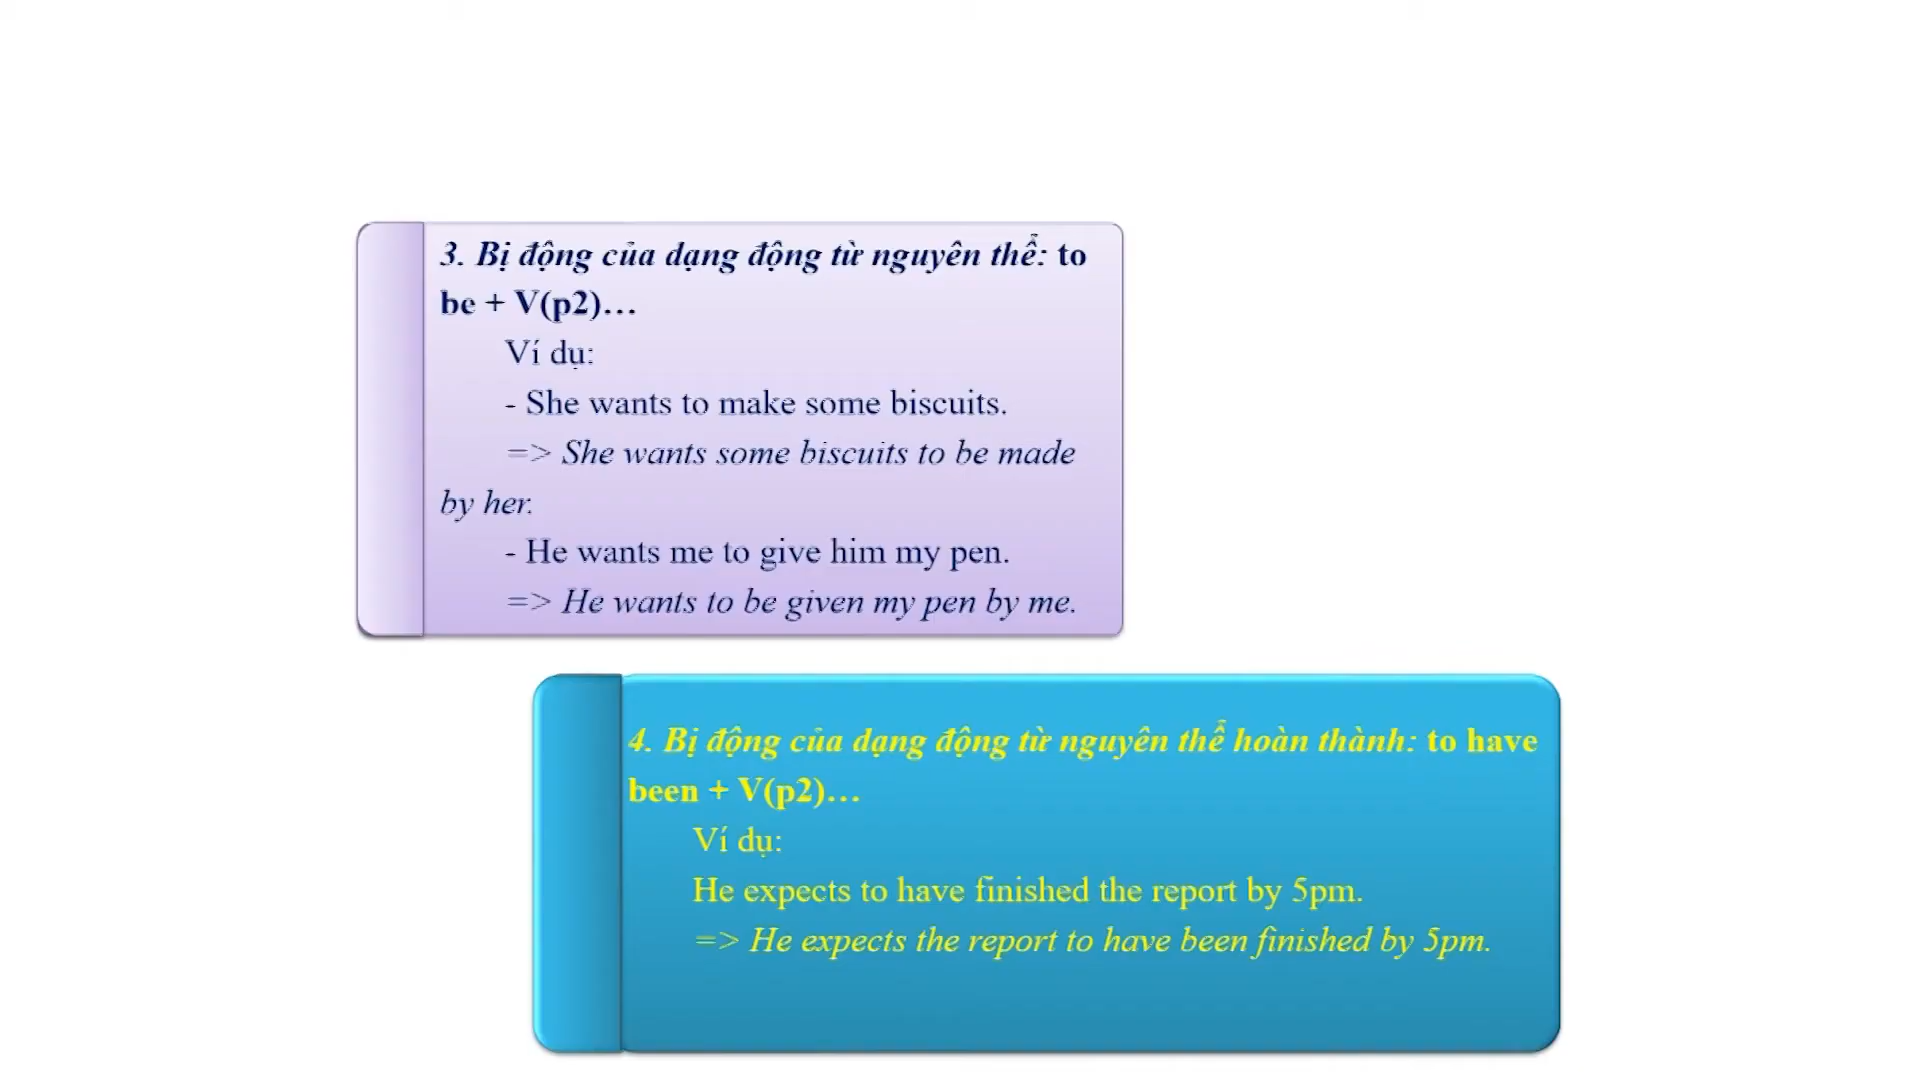 3. Bị động của dạng động từ nguyên thể: to
be + V(p2)…
Ví dụ:
- She wants to make some biscuits.
=> She wants some biscuits to be made
by her.
- He wants me to give him my pen.
=> He wants to be given my pen by me.
4. Bị động của dạng động từ nguyên thể hoàn thành: to have
been + V(p2)…
Ví dụ:
He expects to have finished the report by 5pm.
=> He expects the report to have been finished by 5pm.